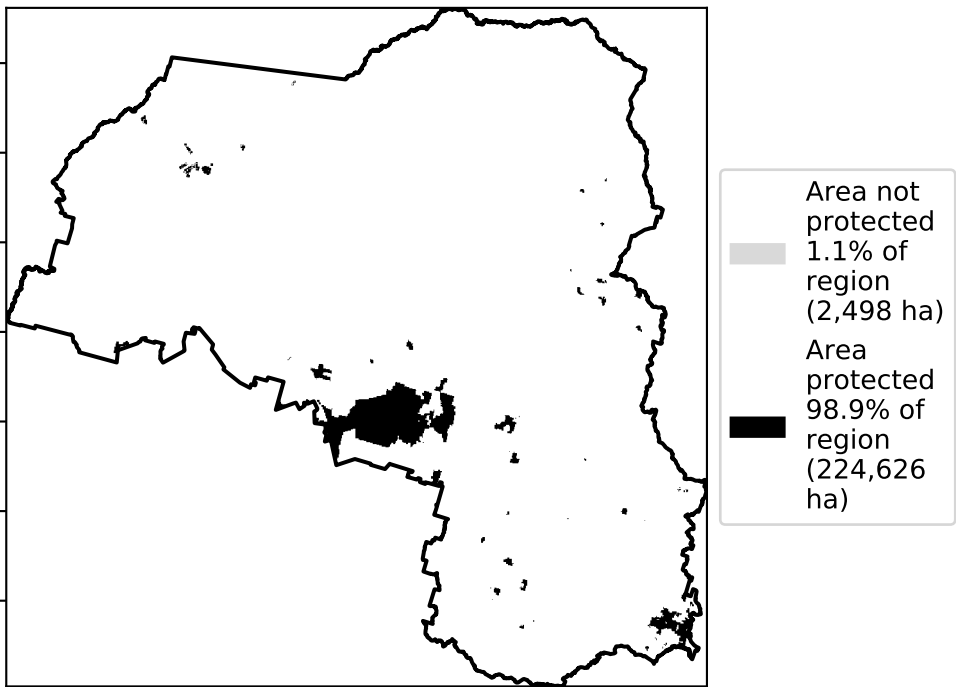 Area not
protected
1.1% of
region
(2,498 ha)
Area
protected
98.9% of
region
(224,626
ha)